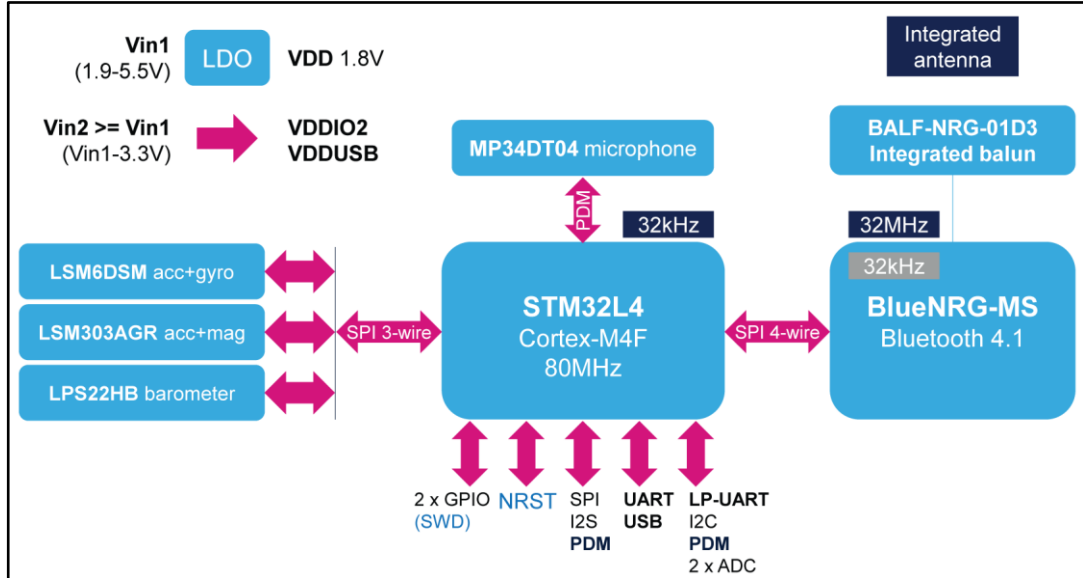 Vin1
(1.9-5.5V)
LDO
VDD 1.8V
Integrated
antenna
Vin2 >= Vin1
(Vin1-3.3V)
VDDIO2
VDDUSB
MP34DT04 microphone
BALF-NRG-01D3
Integrated balun
PDM
32kHz
32MHz
32kHz
LSM6DSM acc+gyro
LSM303AGR acc+mag
LPS22HB barometer
SPI 3-wire
STM32L4
Cortex-M4F
80MHz
SPI 4-wire
BlueNRG-MS
Bluetooth 4.1
2 x GPIO
(SWD)
NRST
SPI
I2S
PDM
UART
USB
LP-UART
I2C
PDM
2 x ADC